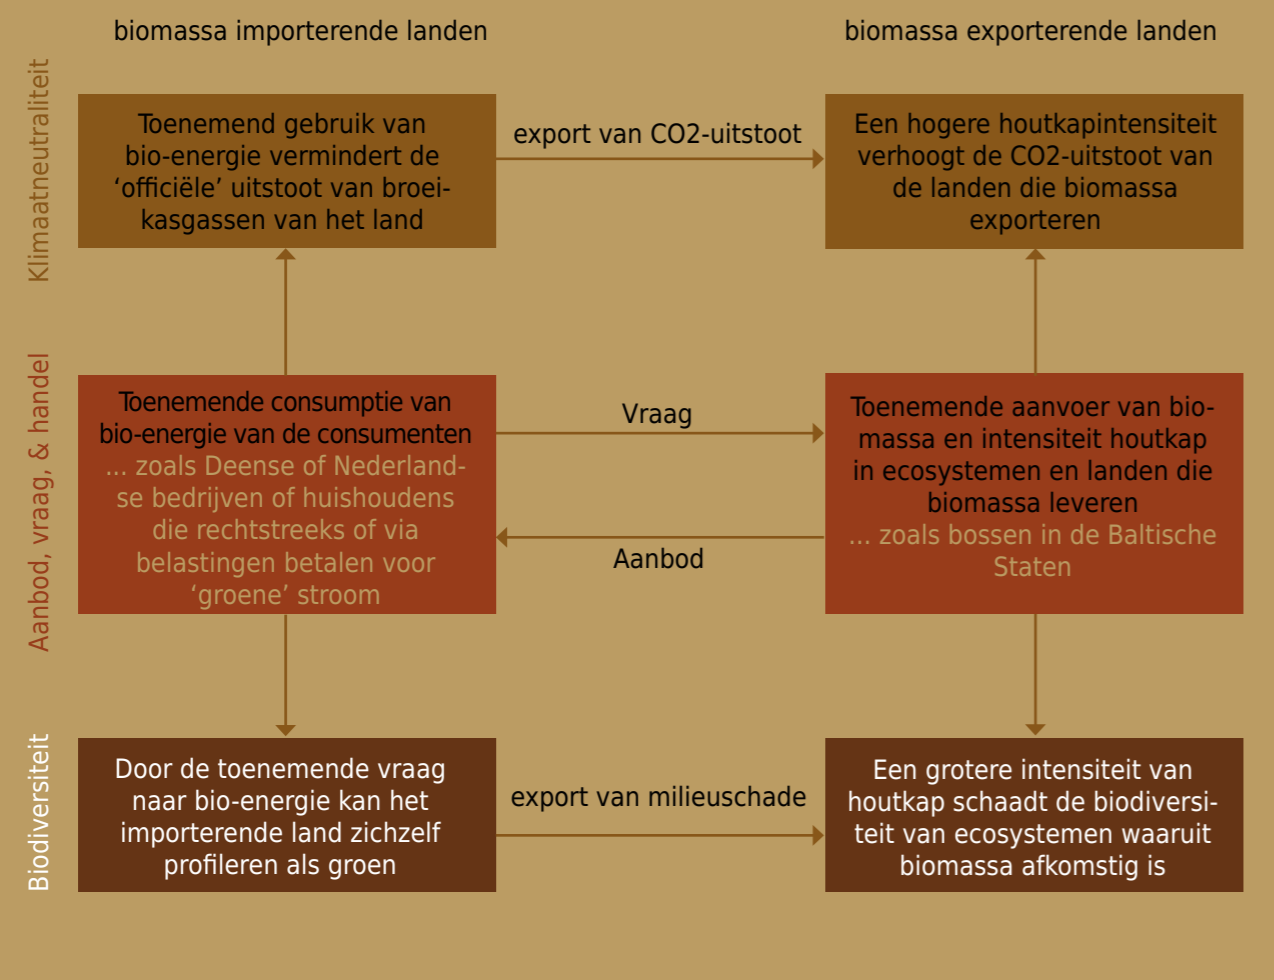 biomassa importerende landen
biomassa exporterende landen
Klimaatneutraliteit
Toenemend gebruik van
bio-energie vermindert de
‘officiële’ uitstoot van broei-
kasgassen van het land
export van CO2-uitstoot
Een hogere houtkapintensiteit
verhoogt de CO2-uitstoot van
de landen die biomassa
exporteren
Aanbod, vraag, & handel
Toenemende consumptie van
bio-energie van de consumenten
... zoals Deense of Nederland-
se bedrijven of huishoudens
die rechtstreeks of via
belastingen betalen voor
‘groene’ stroom
Vraag
Aanbod
Toenemende aanvoer van bio-
massa en intensiteit houtkap
in ecosystemen en landen die
biomassa leveren
... zoals bossen in de Baltische
Staten
Biodiversiteit
Door de toenemende vraag
naar bio-energie kan het
importerende land zichzelf
profileren als groen
export van milieuschade
Een grotere intensiteit van
houtkap schaadt de biodiversi-
teit van ecosystemen waaruit
biomassa afkomstig is